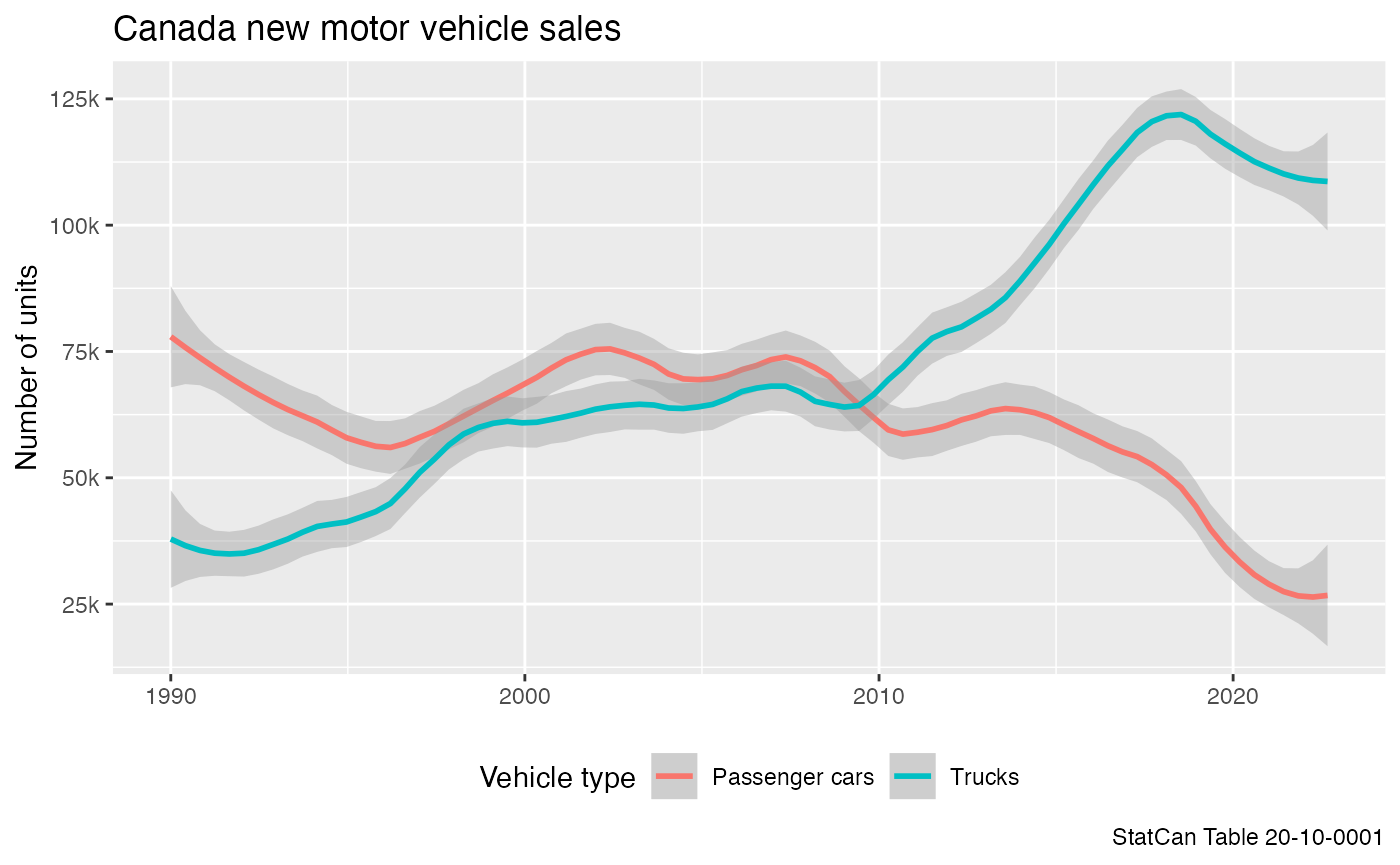 Canada new motor vehicle sales
125k
100k
75k
50k
25k
Number of units
1990 2000 2010 2020
Vehicle type Passenger cars Trucks
StatCan Table 20-10-0001